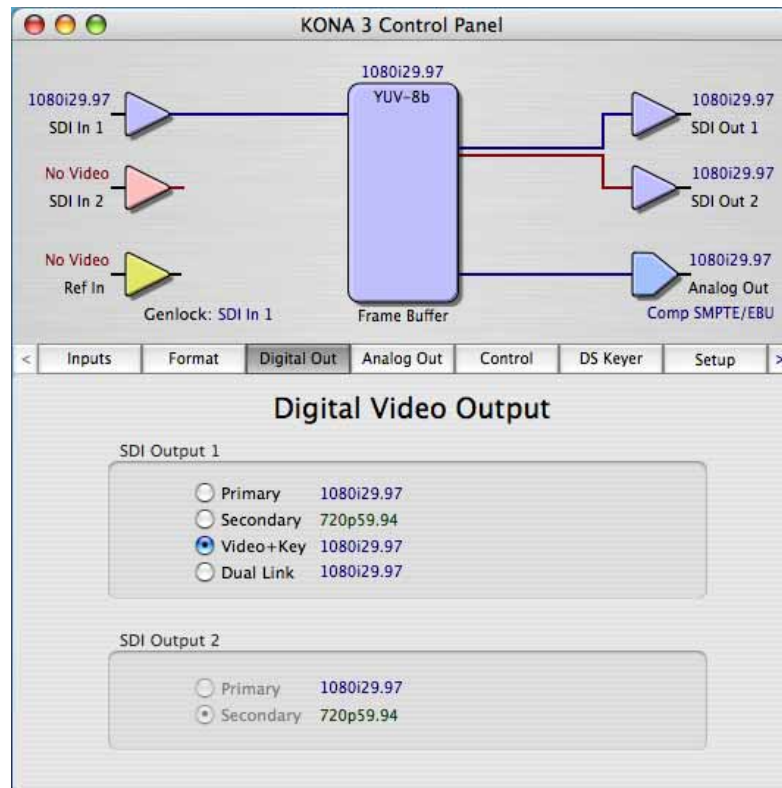 KONA 3 Control Panel
1080i29.97
YUV-8b
1080i29.97
SDI In 1
1080i29.97
SDI Out 1
No Video
SDI In 2
1080i29.97
SDI Out 2
No Video
Ref In
1080i29.97
Analog Out
Genlock: SDI In 1
Frame Buffer
Comp SMPTE/EBU
< Inputs Format Digital Out Analog Out Control DS Keyer Setup >
Digital Video Output
SDI Output 1
Primary 1080i29.97
Secondary 720p59.94
Video+Key 1080i29.97
Dual Link 1080i29.97
SDI Output 2
Primary 1080i29.97
Secondary 720p59.94